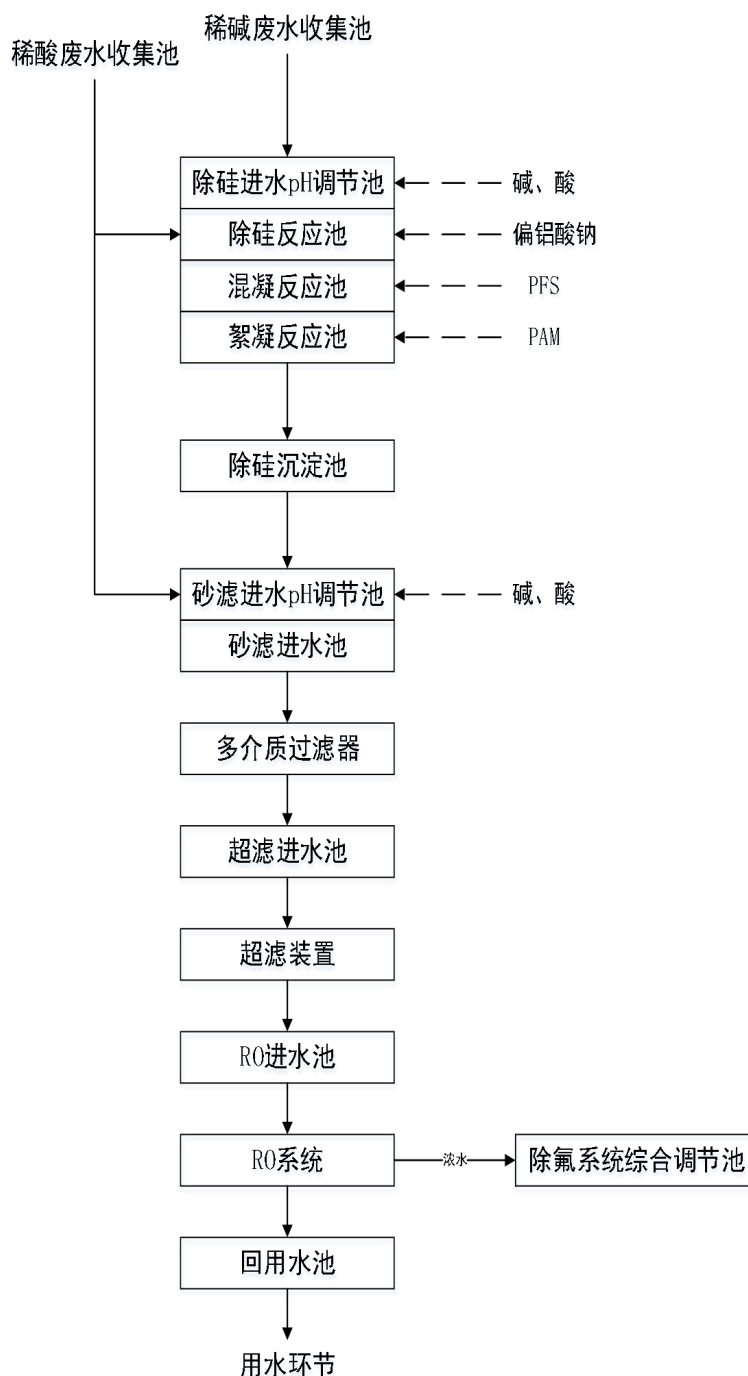 稀碱废水收集池
稀酸废水收集池
除硅进水pH调节池
碱、酸
除硅反应池
偏铝酸钠
混凝反应池
PFS
絮凝反应池
PAM
除硅沉淀池
砂滤进水pH调节池
碱、酸
砂滤进水池
多介质过滤器
超滤进水池
超滤装置
RO进水池
RO系统
浓水
除氟系统综合调节池
回用水池
用水环节